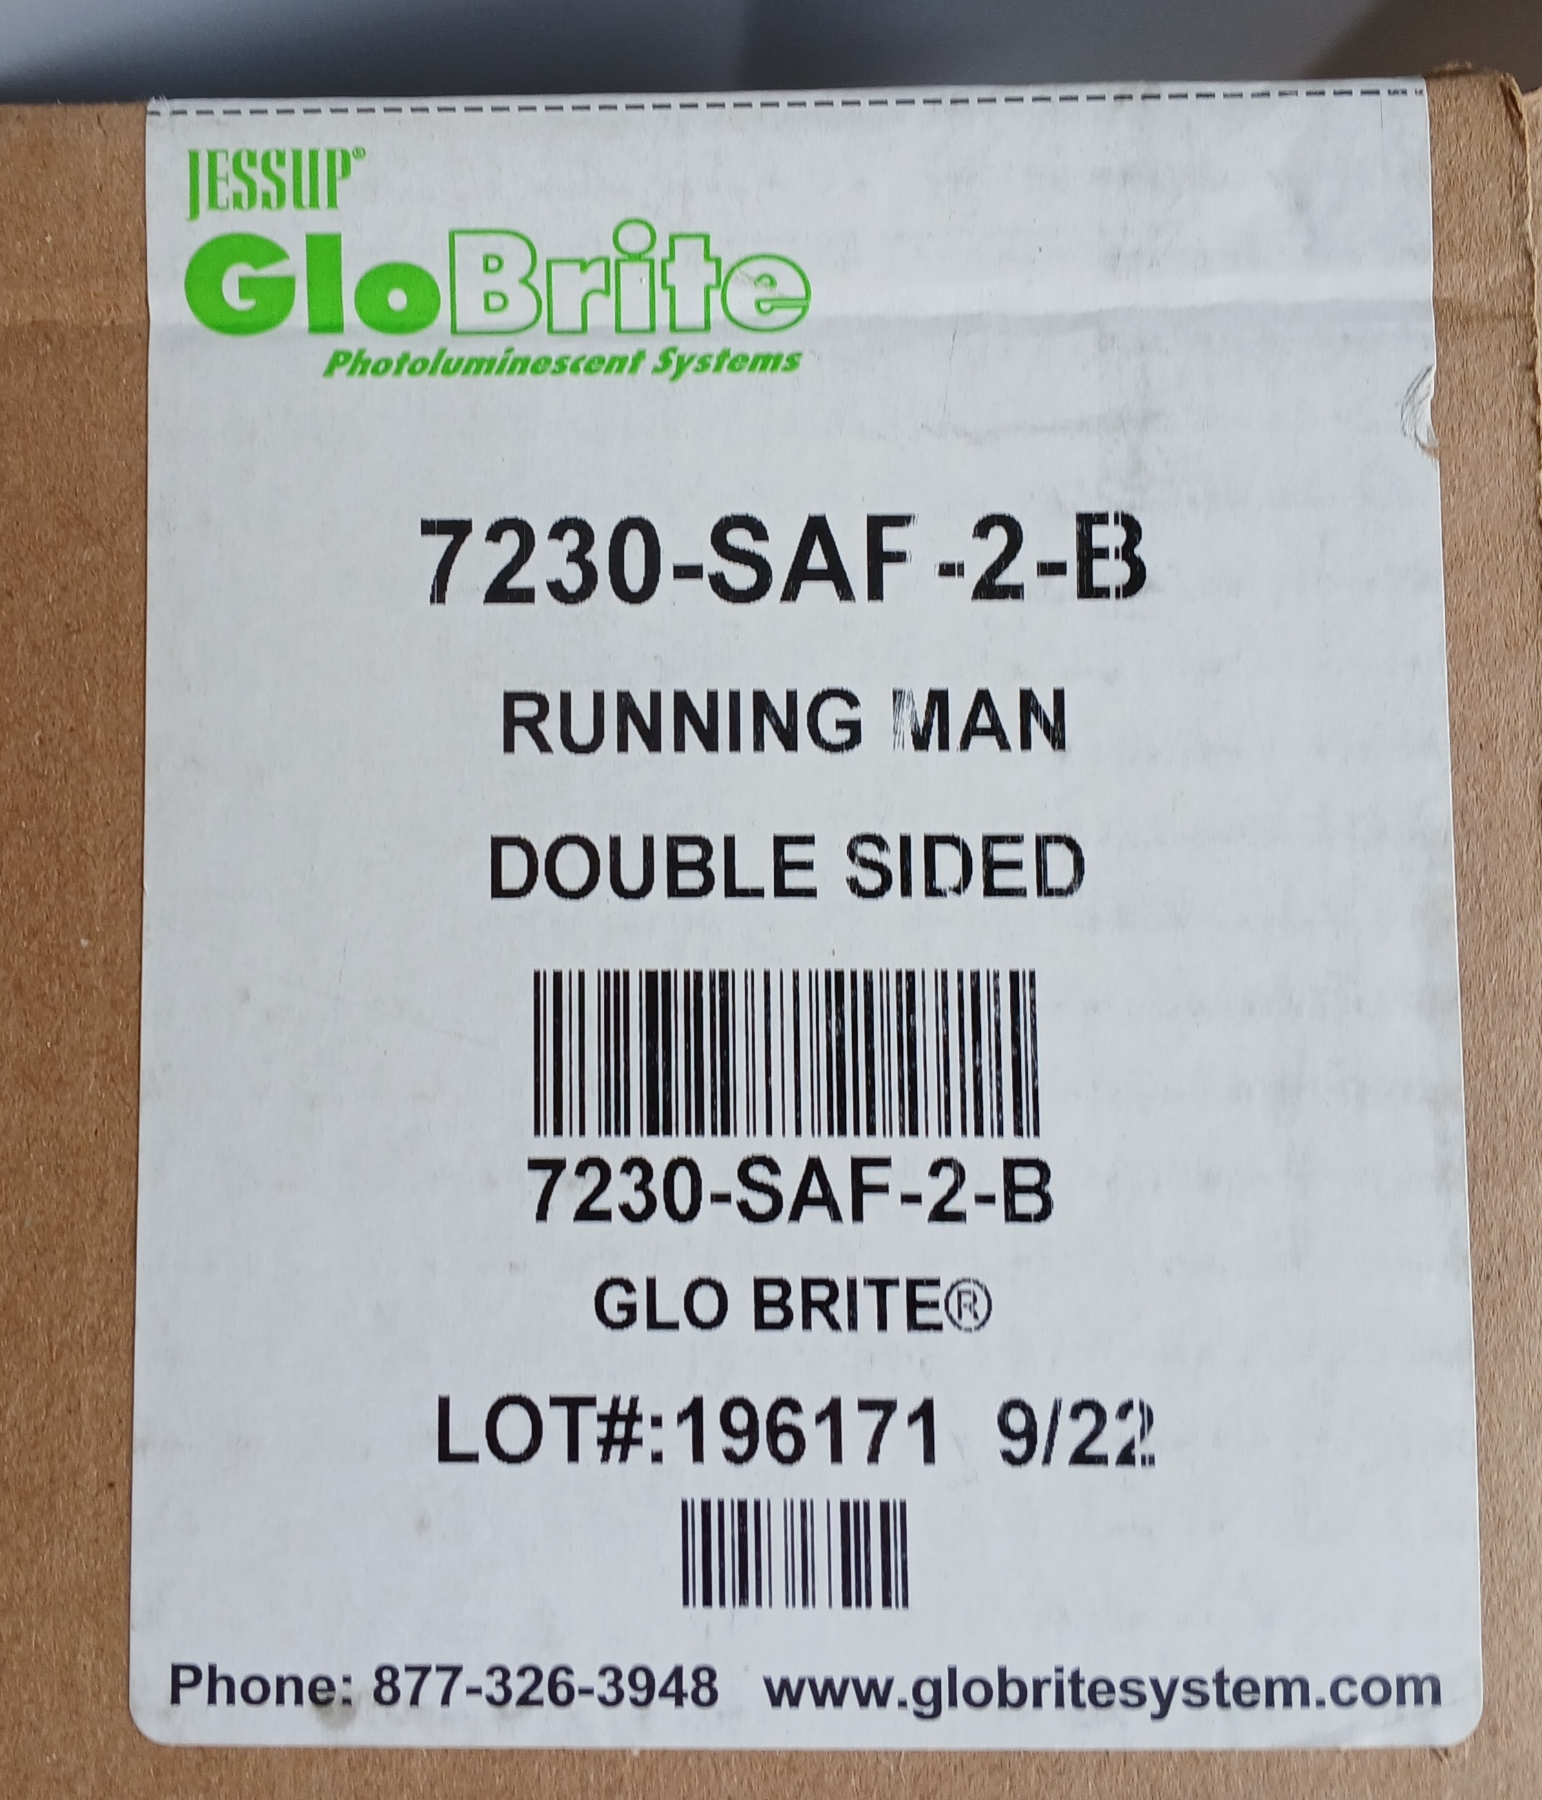 JESSUP®
GloBrite
Photoluminescent Systems
7230-SAF-2-B
RUNNING MAN
DOUBLE SIDED
7230-SAF-2-B
GLO BRITE®
LOT#:196171 9/22
Phone: 877-326-3948 www.globritesystem.com